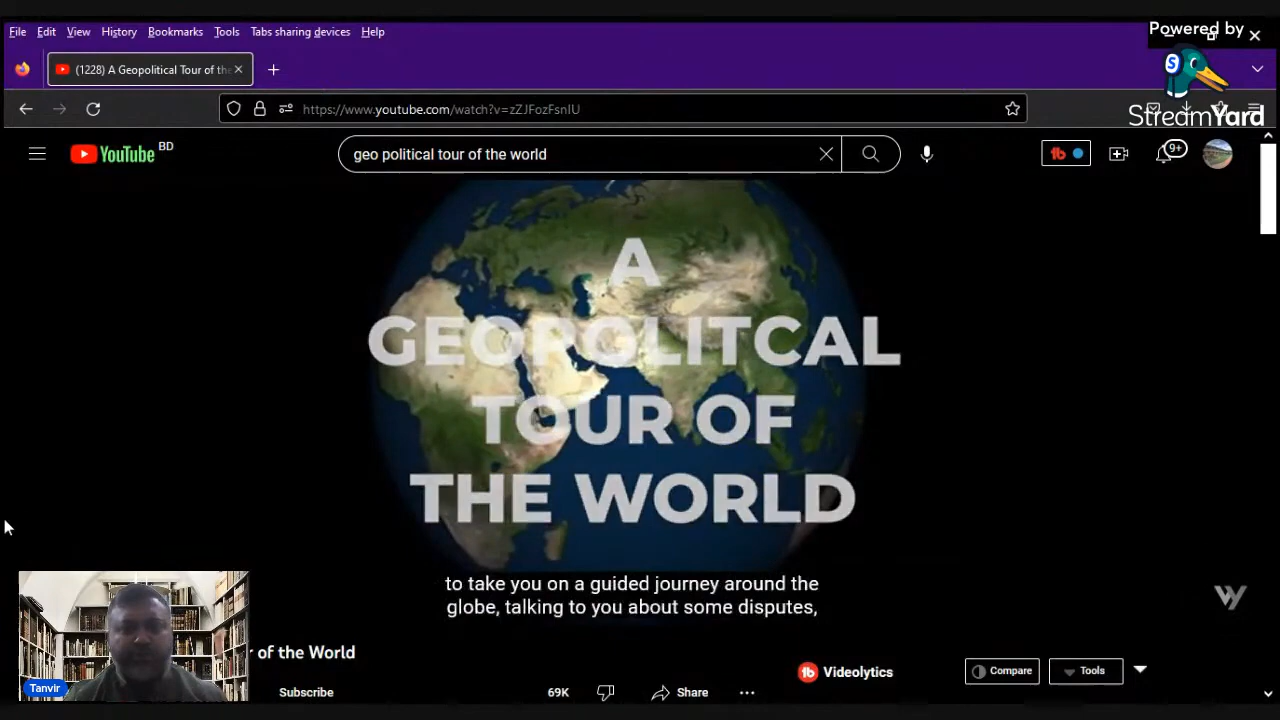 File Edit View History Bookmarks Tools Tabs sharing devices Help
Powered by
StreamYard
(1228) A Geopolitical Tour of the
https://www.youtube.com/watch?v=zZJFozFsnIU
YouTube BD
geo political tour of the world
9+
A
GEOPOLITCAL
TOUR OF
THE WORLD
to take you on a guided journey around the
globe, talking to you about some disputes,
of the World
Videolytics Compare Tools
Tanvir
Subscribe 69K Share